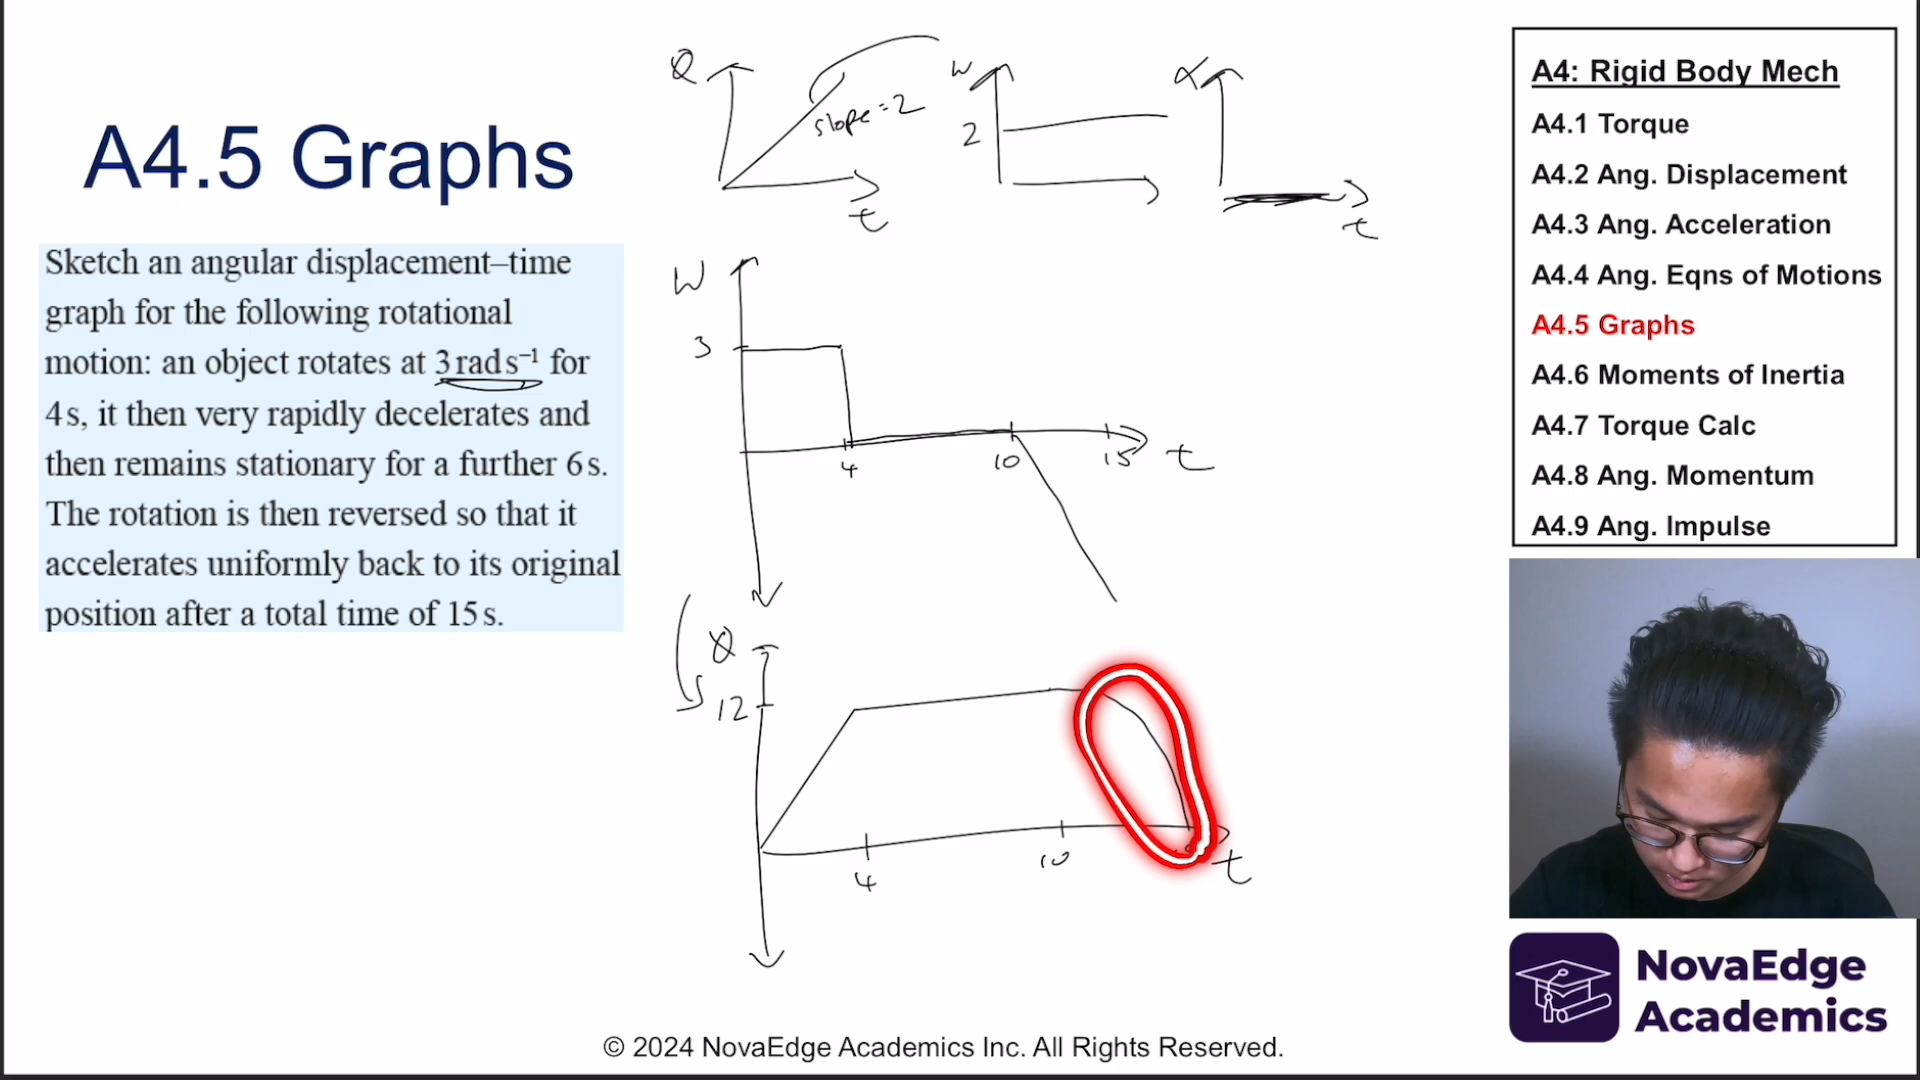 A4.5 Graphs
Sketch an angular displacement–time
graph for the following rotational
motion: an object rotates at 3 rad s⁻¹ for
4 s, it then very rapidly decelerates and
then remains stationary for a further 6 s.
The rotation is then reversed so that it
accelerates uniformly back to its original
position after a total time of 15 s.
θ
slope = 2
t
W
2
α
t
W
3
4
10
15
t
θ
12
4
10
t
A4: Rigid Body Mech
A4.1 Torque
A4.2 Ang. Displacement
A4.3 Ang. Acceleration
A4.4 Ang. Eqns of Motions
A4.5 Graphs
A4.6 Moments of Inertia
A4.7 Torque Calc
A4.8 Ang. Momentum
A4.9 Ang. Impulse
NovaEdge
Academics
© 2024 NovaEdge Academics Inc. All Rights Reserved.